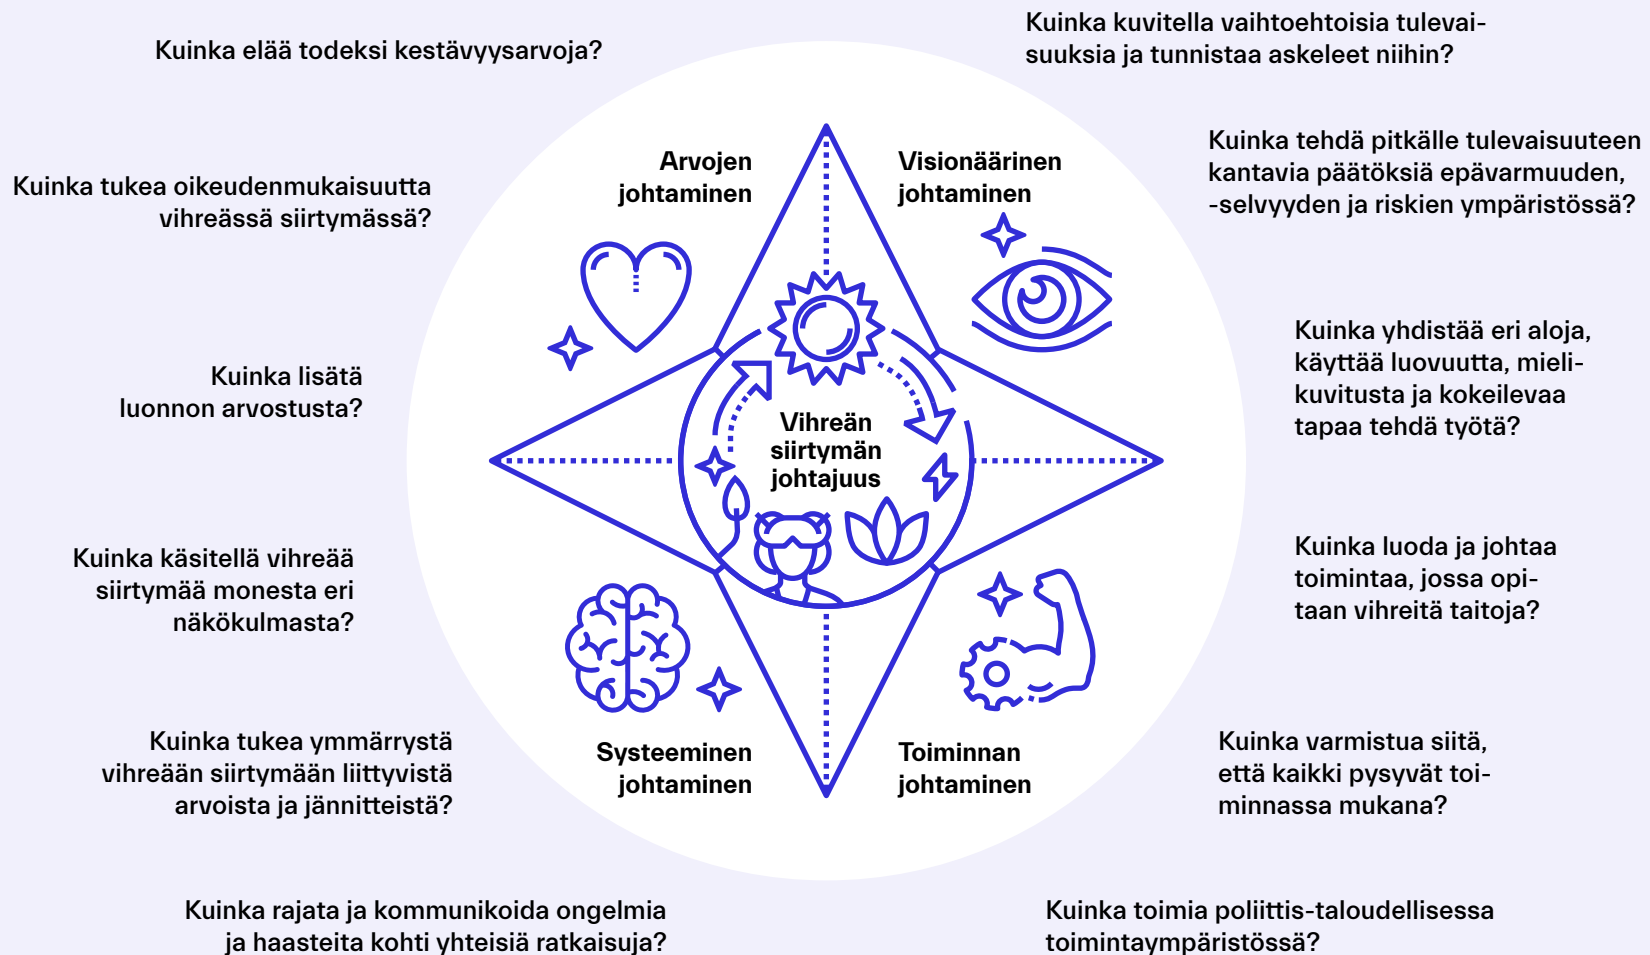 Kuinka elää todeksi kestävyysarvoja?
Kuinka tukea oikeudenmukaisuutta
vihreässä siirtymässä?
Kuinka lisätä
luonnon arvostusta?
Arvojen
johtaminen
Visionäärinen
johtaminen
Kuinka kuvitella vaihtoehtoisia tulevai-
suuksia ja tunnistaa askeleet niihin?
Kuinka tehdä pitkälle tulevaisuuteen
kantavia päätöksiä epävarmuuden,
-selvyyden ja riskien ympäristössä?
Kuinka yhdistää eri aloja,
käyttää luovuutta, mieli-
kuvitusta ja kokeilevaa
tapaa tehdä työtä?
Vihreän
siirtymän
johtajuus
Kuinka käsitellä vihreää
siirtymää monesta eri
näkökulmasta?
Kuinka tukea ymmärrystä
vihreään siirtymään liittyvistä
arvoista ja jännitteistä?
Kuinka rajata ja kommunikoida ongelmia
ja haasteita kohti yhteisiä ratkaisuja?
Systeeminen
johtaminen
Toiminnan
johtaminen
Kuinka luoda ja johtaa
toimintaa, jossa opi-
taan vihreitä taitoja?
Kuinka varmistua siitä,
että kaikki pysyvät toi-
minnassa mukana?
Kuinka toimia poliittis-taloudellisessa
toimintaympäristössä?